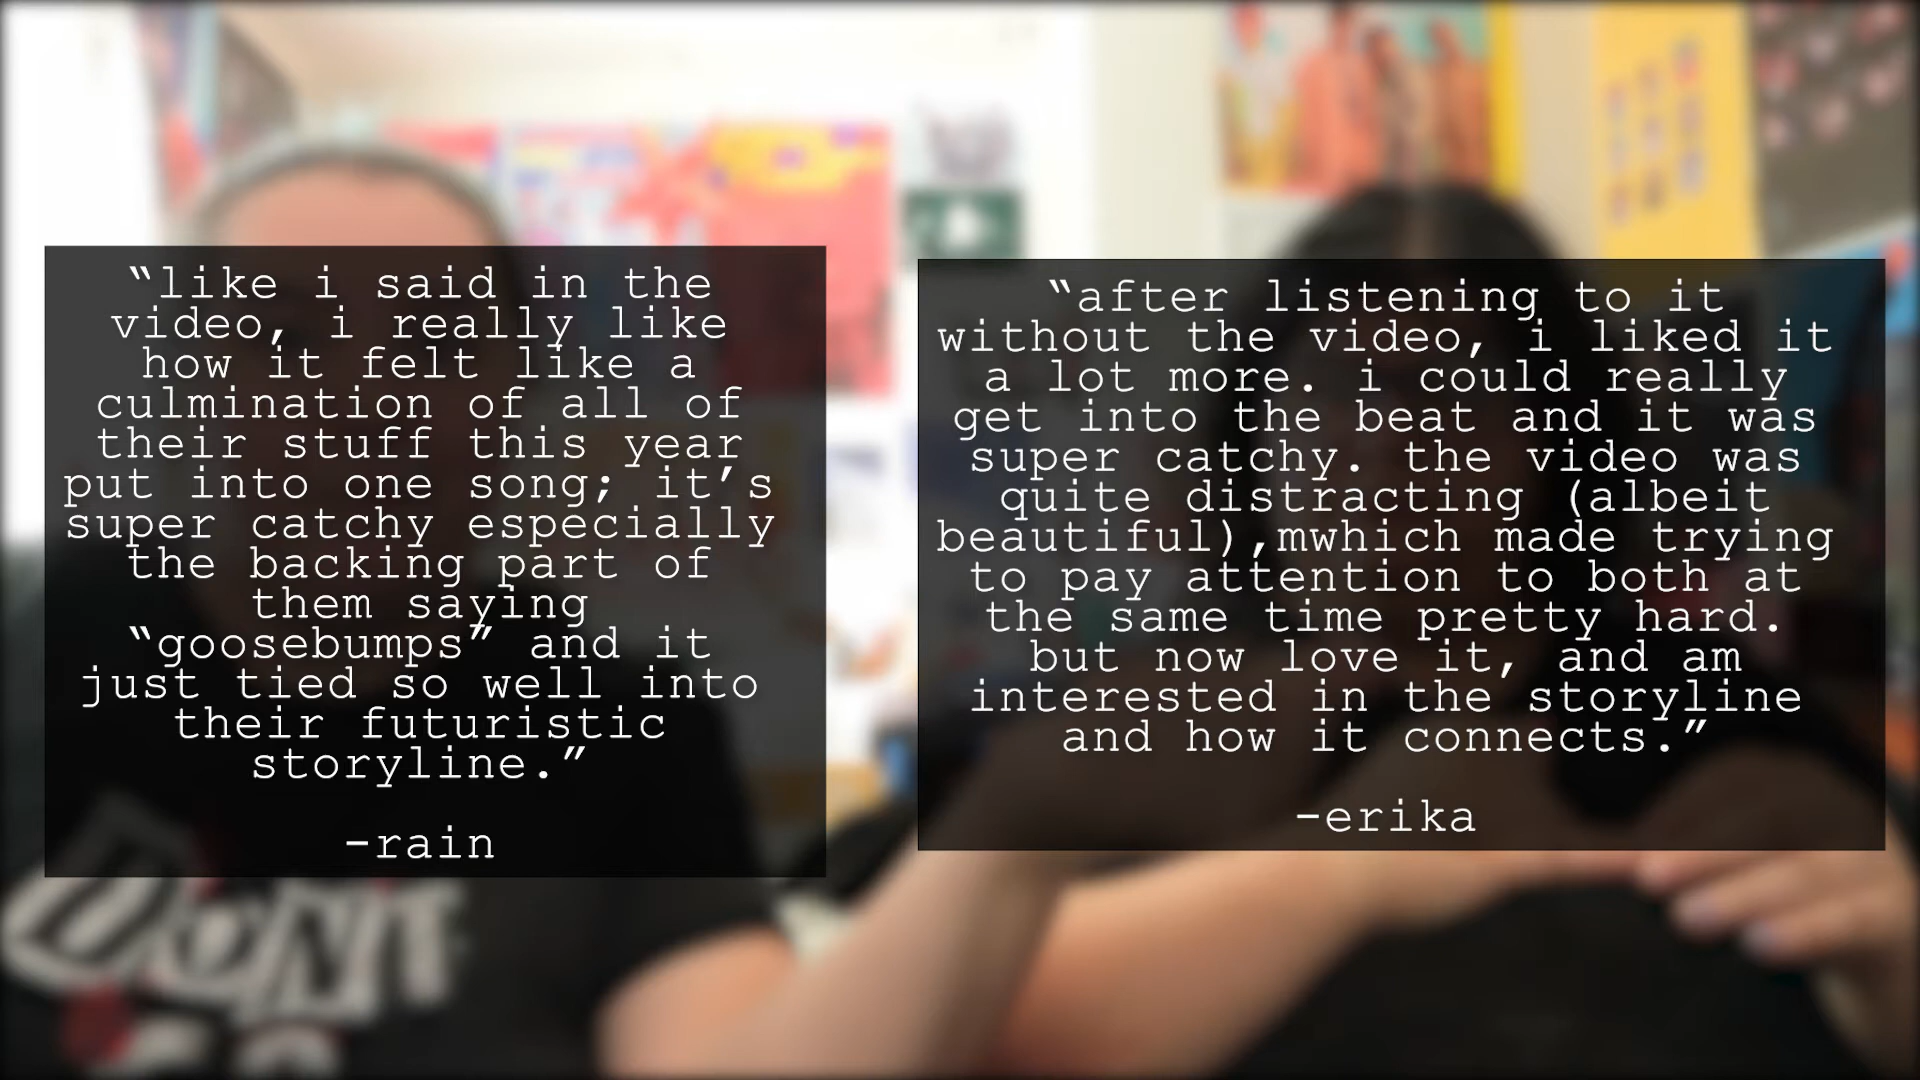 “like i said in the
video, i really like
how it felt like a
culmination of all of
their stuff this year
put into one song; it’s
super catchy especially
the backing part of
them saying
“goosebumps” and it
just tied so well into
their futuristic
storyline.”
-rain
“after listening to it
without the video, i liked it
a lot more. i could really
get into the beat and it was
super catchy. the video was
quite distracting (albeit
beautiful),mwhich made trying
to pay attention to both at
the same time pretty hard.
but now love it, and am
interested in the storyline
and how it connects.”
-erika